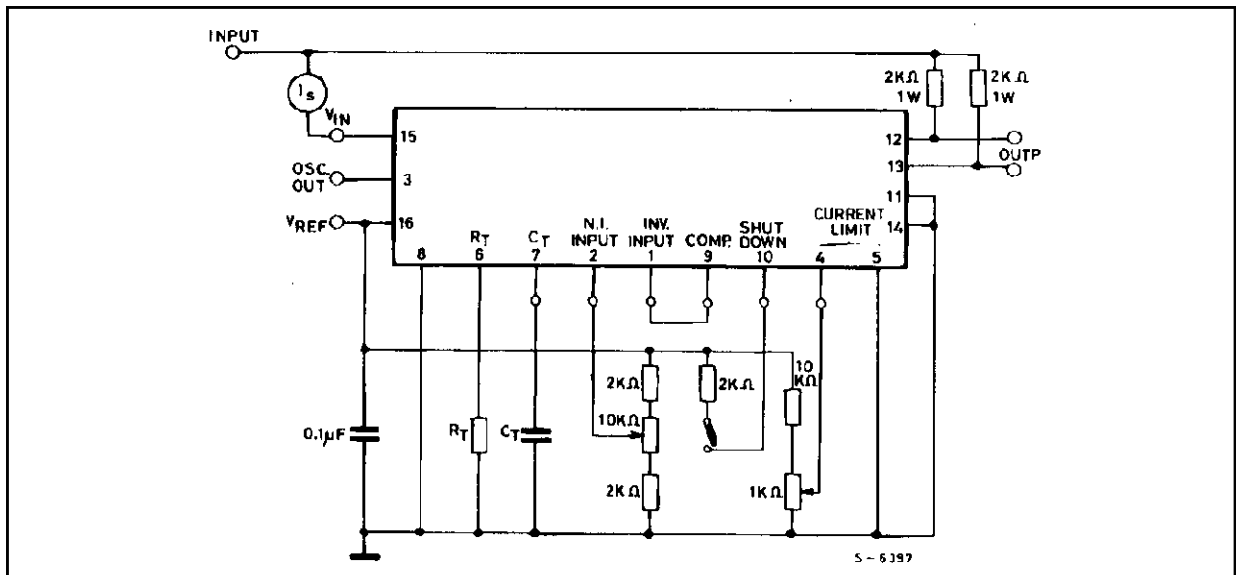 INPUT
Is
VIN
15
OSC
OUT
3
VREF
16
8
RT
6
CT
7
N.I.
INPUT
2
INV.
INPUT
1
COMP.
9
SHUT
DOWN
10
CURRENT
LIMIT
4
5
2KΩ
1W
2KΩ
1W
12
13
11
14
OUTP
0.1µF
RT
CT
2KΩ
10KΩ
2KΩ
2KΩ
10
KΩ
1KΩ
S-6397